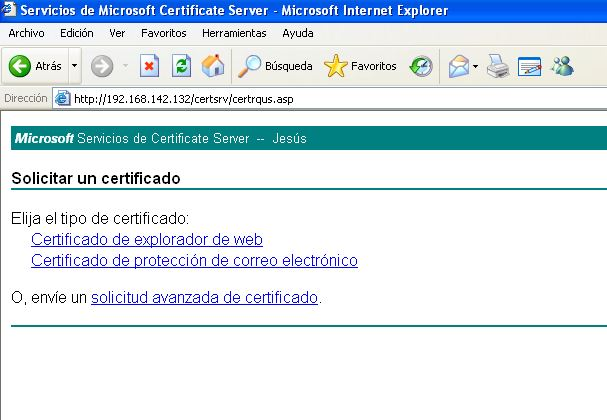 Servicios de Microsoft Certificate Server - Microsoft Internet Explorer
Archivo Edición Ver Favoritos Herramientas Ayuda
Atrás Búsqueda Favoritos
Dirección http://192.168.142.132/certsrv/certrqus.asp
Microsoft Servicios de Certificate Server -- Jesús
Solicitar un certificado
Elija el tipo de certificado:
Certificado de explorador de web
Certificado de protección de correo electrónico
O, envíe un solicitud avanzada de certificado.